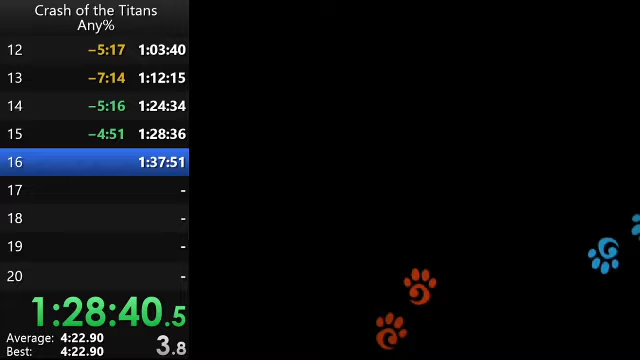 Crash of the Titans
Any%
12 −5:17 1:03:40
13 −7:14 1:12:15
14 −5:16 1:24:34
15 −4:51 1:28:36
16 1:37:51
17 -
18 -
19 -
20 -
1:28:40.5
Average: 4:22.90
Best: 4:22.90
3.8